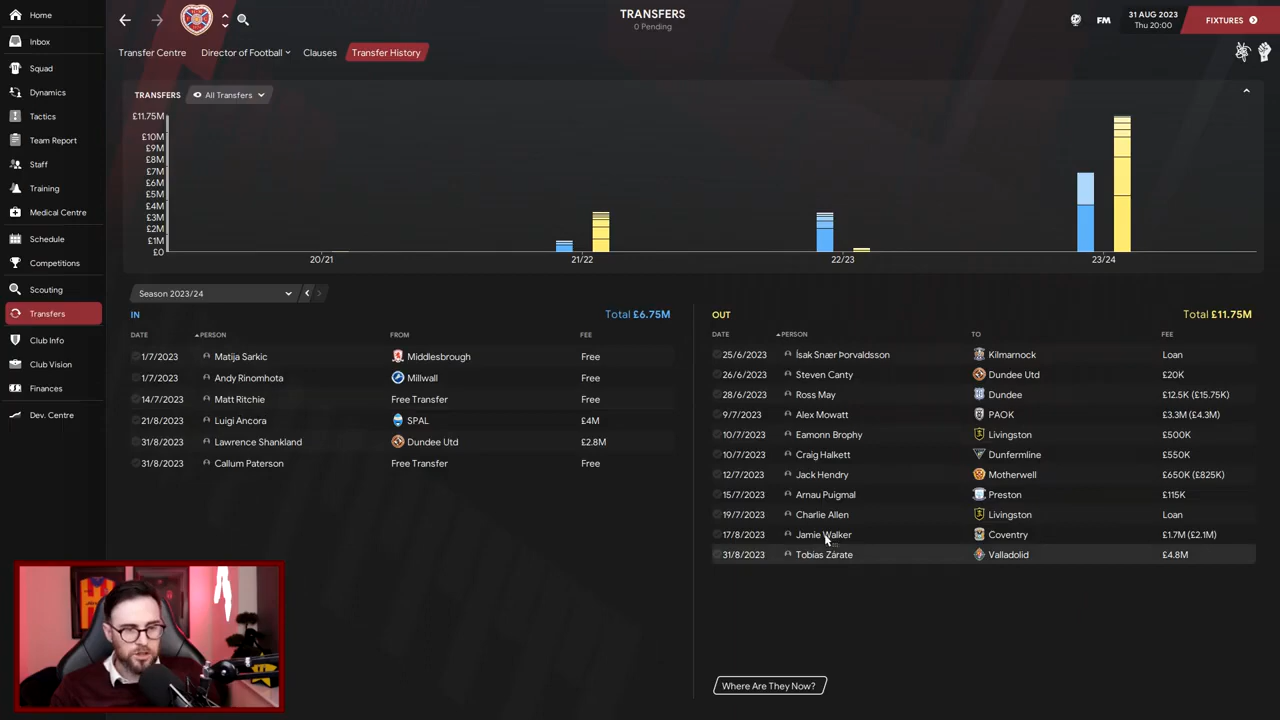 Home
Inbox
Squad
Dynamics
Tactics
Team Report
Staff
Training
Medical Centre
Schedule
Competitions
Scouting
Transfers
Club Info
Club Vision
Finances
Dev. Centre
TRANSFERS
0 Pending
FM
31 AUG 2023
Thu 20:00
FIXTURES
Transfer Centre Director of Football Clauses Transfer History
TRANSFERS All Transfers
£11.75M
£10M
£9M
£8M
£7M
£6M
£5M
£4M
£3M
£2M
£1M
£0
20/21 21/22 22/23 23/24
Season 2023/24
IN Total £6.75M
DATE PERSON FROM FEE
1/7/2023 Matija Sarkic Middlesbrough Free
1/7/2023 Andy Rinomhota Millwall Free
14/7/2023 Matt Ritchie Free Transfer Free
21/8/2023 Luigi Ancora SPAL £4M
31/8/2023 Lawrence Shankland Dundee Utd £2.8M
31/8/2023 Callum Paterson Free Transfer Free
OUT Total £11.75M
DATE PERSON TO FEE
25/6/2023 Ísak Snær Þorvaldsson Kilmarnock Loan
26/6/2023 Steven Canty Dundee Utd £20K
28/6/2023 Ross May Dundee £12.5K (£15.75K)
9/7/2023 Alex Mowatt PAOK £3.3M (£4.3M)
10/7/2023 Eamonn Brophy Livingston £500K
10/7/2023 Craig Halkett Dunfermline £550K
12/7/2023 Jack Hendry Motherwell £650K (£825K)
15/7/2023 Arnau Puigmal Preston £115K
19/7/2023 Charlie Allen Livingston Loan
17/8/2023 Jamie Walker Coventry £1.7M (£2.1M)
31/8/2023 Tobías Zárate Valladolid £4.8M
Where Are They Now?